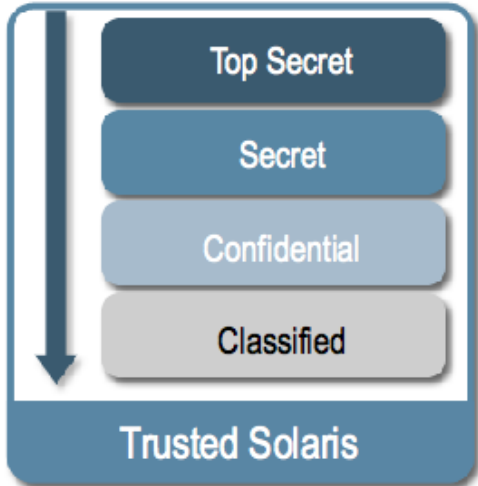 Top Secret
Secret
Confidential
Classified
Trusted Solaris